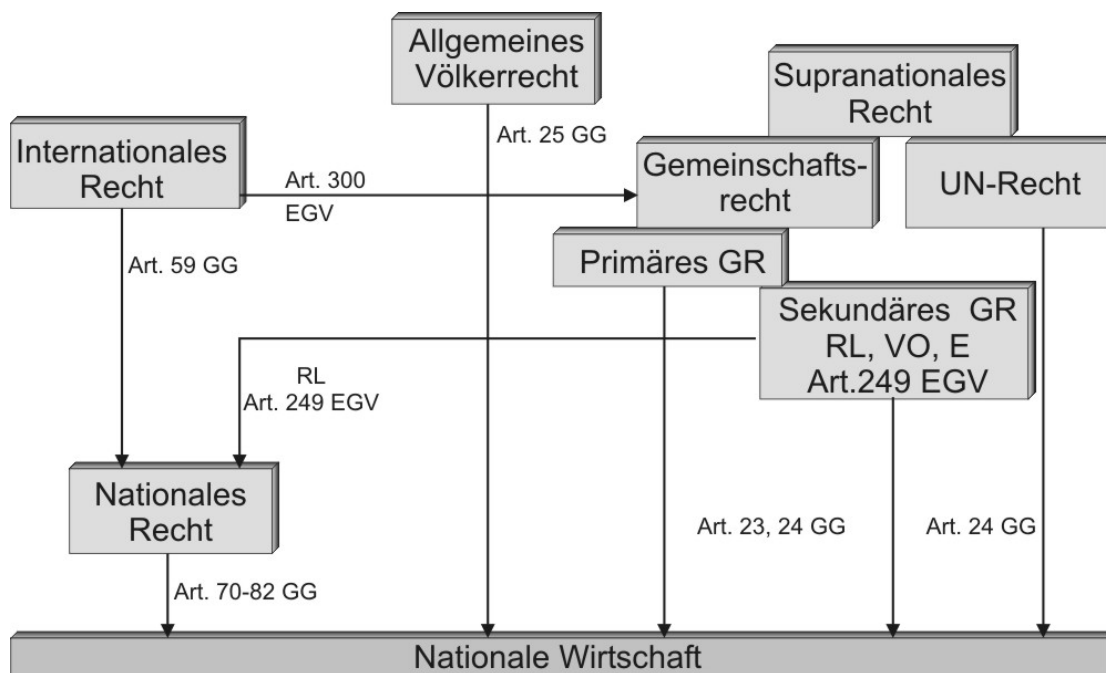 Allgemeines
Völkerrecht
Supranationales
Recht
Internationales
Recht
Art. 25 GG
Gemeinschafts-
recht
UN-Recht
Art. 300
EGV
Art. 59 GG
Primäres GR
Sekundäres GR
RL, VO, E
Art.249 EGV
RL
Art. 249 EGV
Nationales
Recht
Art. 23, 24 GG
Art. 24 GG
Art. 70-82 GG
Nationale Wirtschaft